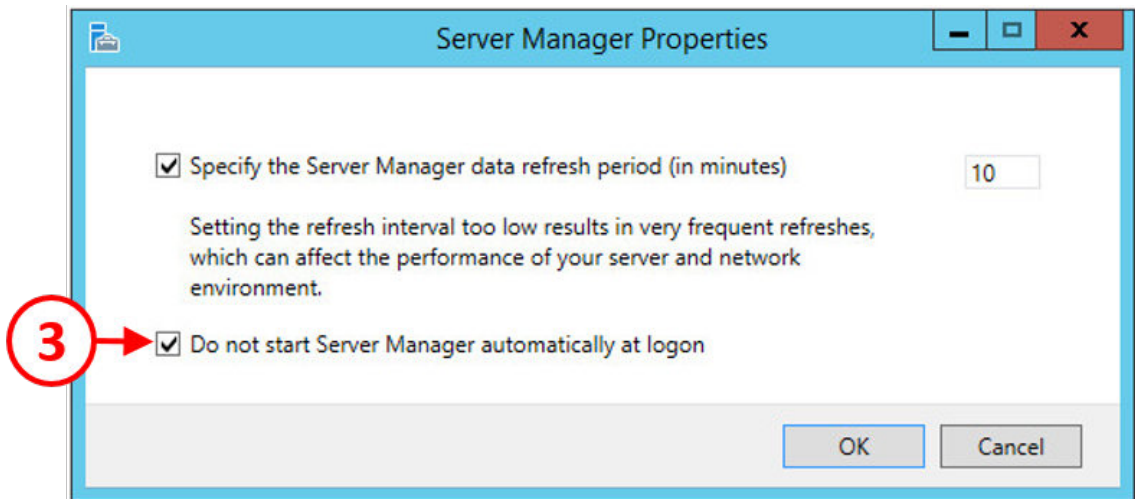 Server Manager Properties
Specify the Server Manager data refresh period (in minutes) 10
Setting the refresh interval too low results in very frequent refreshes,
which can affect the performance of your server and network
environment.
3 Do not start Server Manager automatically at logon
OK Cancel